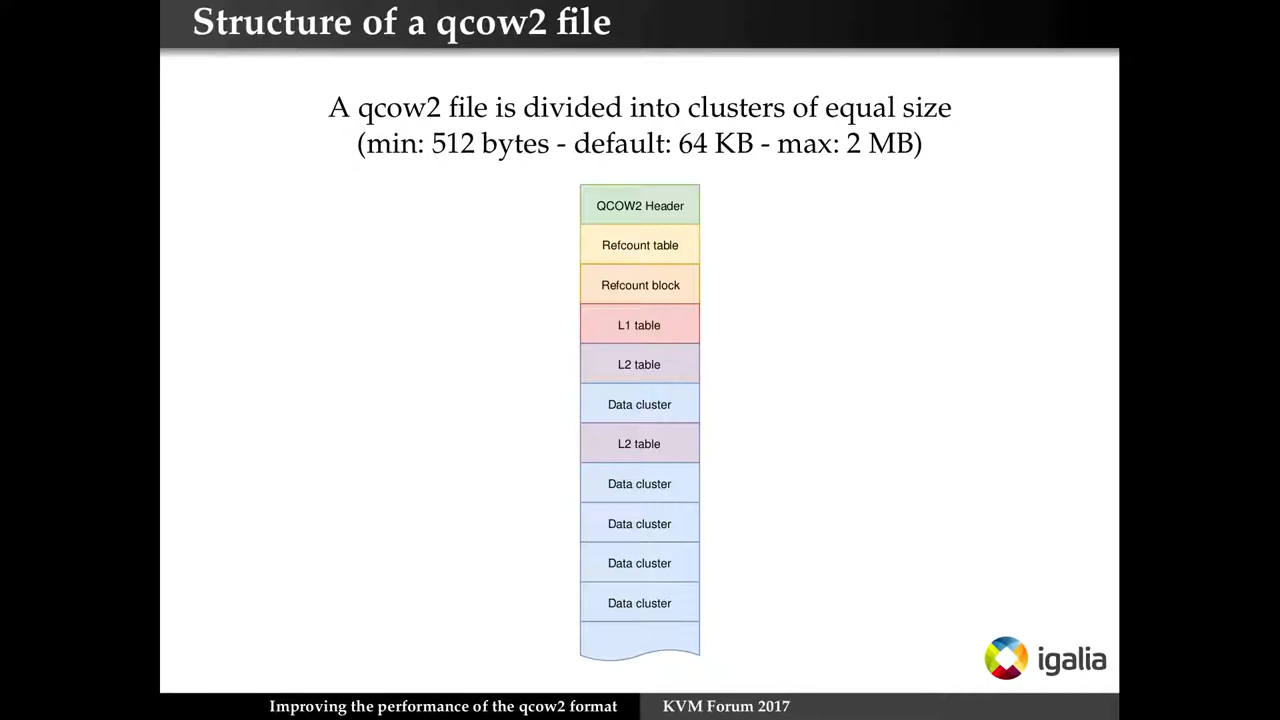 Structure of a qcow2 file
A qcow2 file is divided into clusters of equal size
(min: 512 bytes - default: 64 KB - max: 2 MB)
QCOW2 Header
Refcount table
Refcount block
L1 table
L2 table
Data cluster
L2 table
Data cluster
Data cluster
Data cluster
Data cluster
igalia
Improving the performance of the qcow2 format
KVM Forum 2017